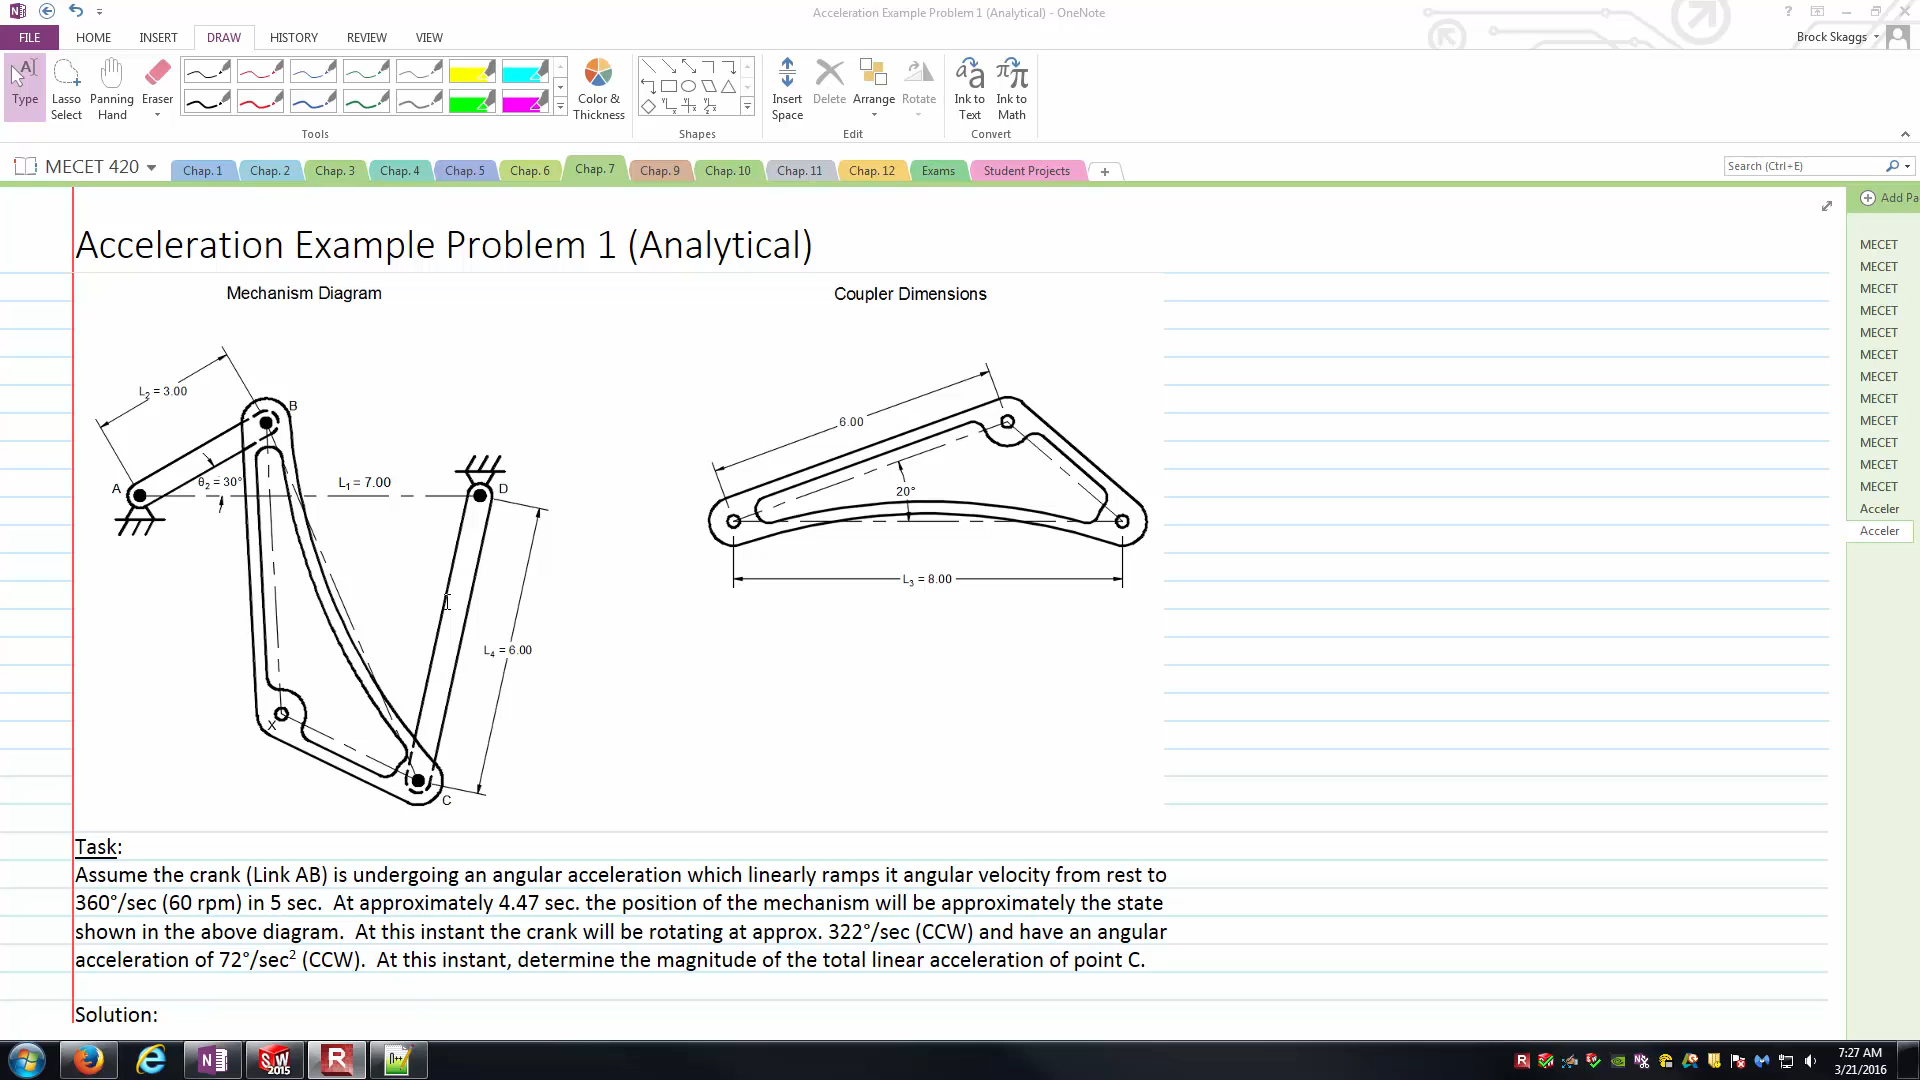 Acceleration Example Problem 1 (Analytical) - OneNote
Brock Skaggs
FILE HOME INSERT DRAW HISTORY REVIEW VIEW
Type
Lasso Select
Panning Hand
Eraser
Color & Thickness
Insert Space
Delete
Arrange
Rotate
Ink to Text
Ink to Math
Tools Shapes Edit Convert
MECET 420
Chap. 1 Chap. 2 Chap. 3 Chap. 4 Chap. 5 Chap. 6 Chap. 7 Chap. 9 Chap. 10 Chap. 11 Chap. 12 Exams Student Projects
Search (Ctrl+E)
Add Pa
MECET
MECET
MECET
MECET
MECET
MECET
MECET
MECET
MECET
MECET
MECET
MECET
Acceler
Acceler
Acceleration Example Problem 1 (Analytical)
Mechanism Diagram
L2 = 3.00
B
A
θ2 = 30°
L1 = 7.00
D
L4 = 6.00
X
C
Coupler Dimensions
6.00
20°
L3 = 8.00
Task:
Assume the crank (Link AB) is undergoing an angular acceleration which linearly ramps it angular velocity from rest to
360°/sec (60 rpm) in 5 sec. At approximately 4.47 sec. the position of the mechanism will be approximately the state
shown in the above diagram. At this instant the crank will be rotating at approx. 322°/sec (CCW) and have an angular
acceleration of 72°/sec² (CCW). At this instant, determine the magnitude of the total linear acceleration of point C.
Solution:
7:27 AM
3/21/2016